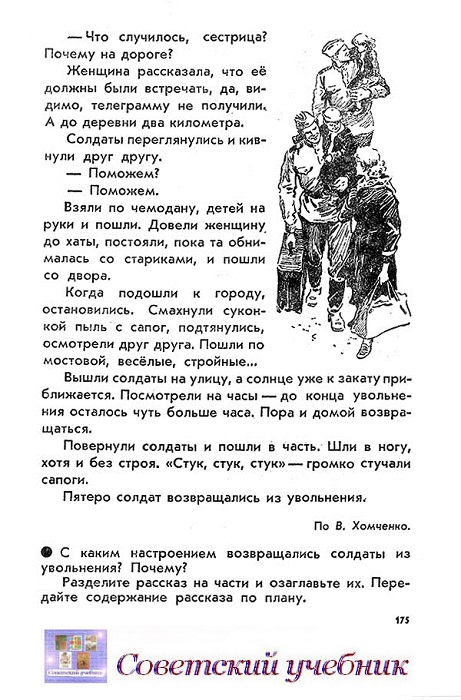 — Что случилось, сестрица?
Почему на дороге?
Женщина рассказала, что её
должны были встречать, да, ви-
димо, телеграмму не получили.
А до деревни два километра.
Солдаты переглянулись и кив-
нули друг другу.
— Поможем?
— Поможем.
Взяли по чемодану, детей на
руки и пошли. Довели женщину
до хаты, постояли, пока та обни-
малась со стариками, и пошли
со двора.
Когда подошли к городу,
остановились. Смахнули сукон-
кой пыль с сапог, подтянулись,
осмотрели друг друга. Пошли по
мостовой, весёлые, стройные...
Вышли солдаты на улицу, а солнце уже к закату при-
ближается. Посмотрели на часы — до конца увольне-
ния осталось чуть больше часа. Пора и домой возвра-
щаться.
Повернули солдаты и пошли в часть. Шли в ногу,
хотя и без строя. «Стук, стук, стук» — громко стучали
сапоги.
Пятеро солдат возвращались из увольнения.
По В. Хомченко.
● С каким настроением возвращались солдаты из
увольнения? Почему?
Разделите рассказ на части и озаглавьте их. Пере-
дайте содержание рассказа по плану.
175
Советский учебник